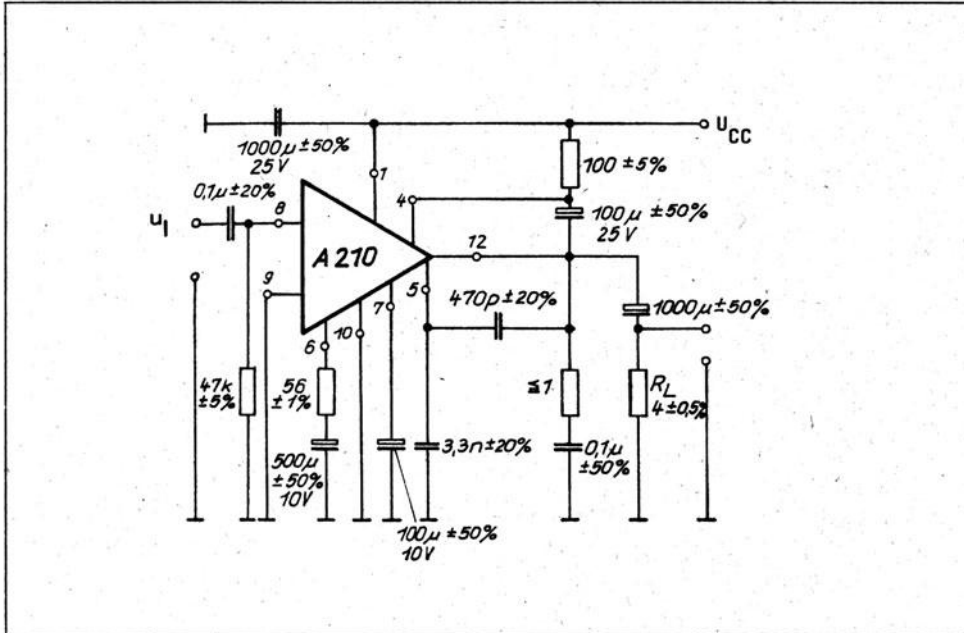 1000µ ±50%
25V
U_CC
1
100 ±5%
0,1µ±20%
4
100µ ±50%
25V
u_I
8
A 210
12
9
5
470p±20%
1000µ±50%
7
10
6
47k
±5%
56
±1%
≦1
R_L
4±0,5%
500µ
±50%
10V
3,3n±20%
0,1µ
±50%
100µ ±50%
10V